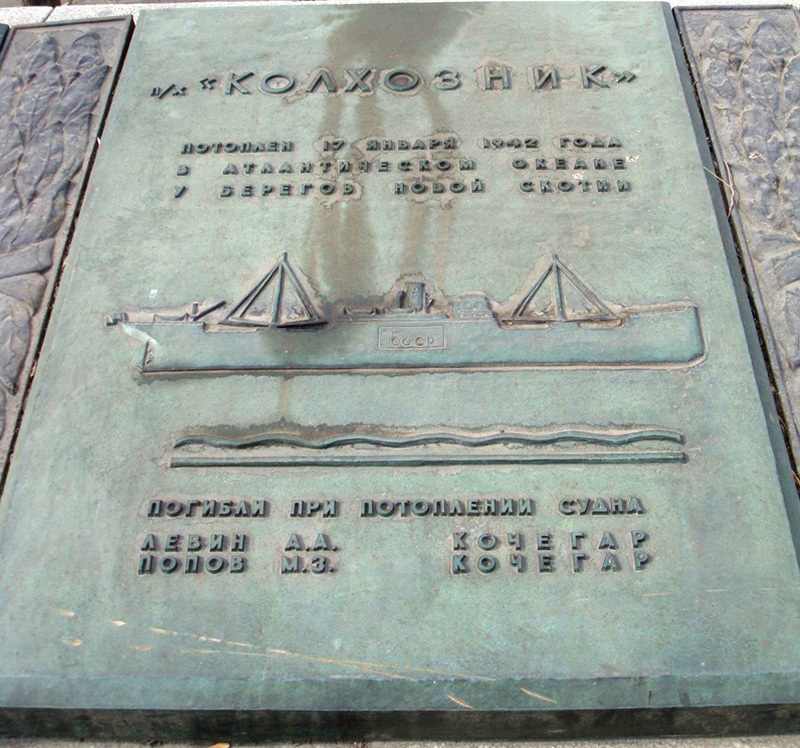 п/х «КОЛХОЗНИК»
ПОТОПЛЕН 17 ЯНВАРЯ 1942 ГОДА
В АТЛАНТИЧЕСКОМ ОКЕАНЕ
У БЕРЕГОВ НОВОЙ СКОТИИ
СССР
ПОГИБЛИ ПРИ ПОТОПЛЕНИИ СУДНА
ЛЕВИН А.А. КОЧЕГАР
ПОПОВ М.З. КОЧЕГАР